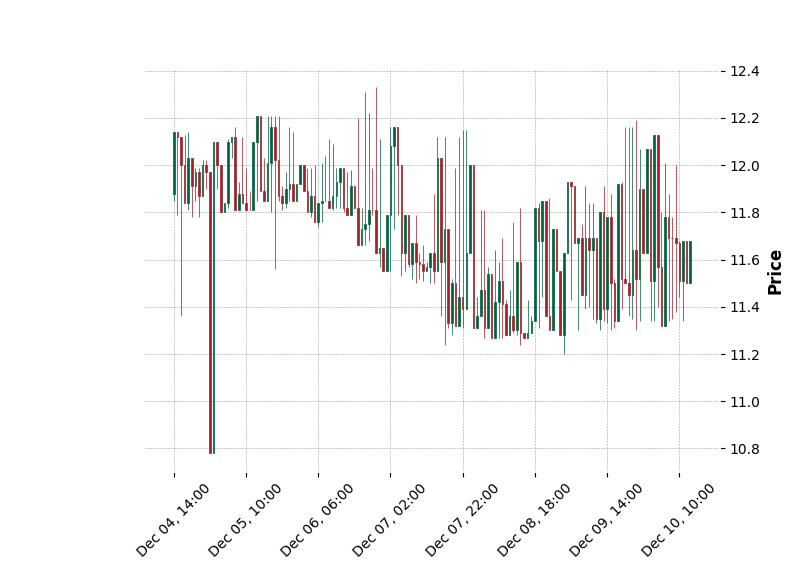 12.4
12.2
12.0
11.8
11.6
11.4
11.2
11.0
10.8
Price
Dec 04, 14:00
Dec 05, 10:00
Dec 06, 06:00
Dec 07, 02:00
Dec 07, 22:00
Dec 08, 18:00
Dec 09, 14:00
Dec 10, 10:00